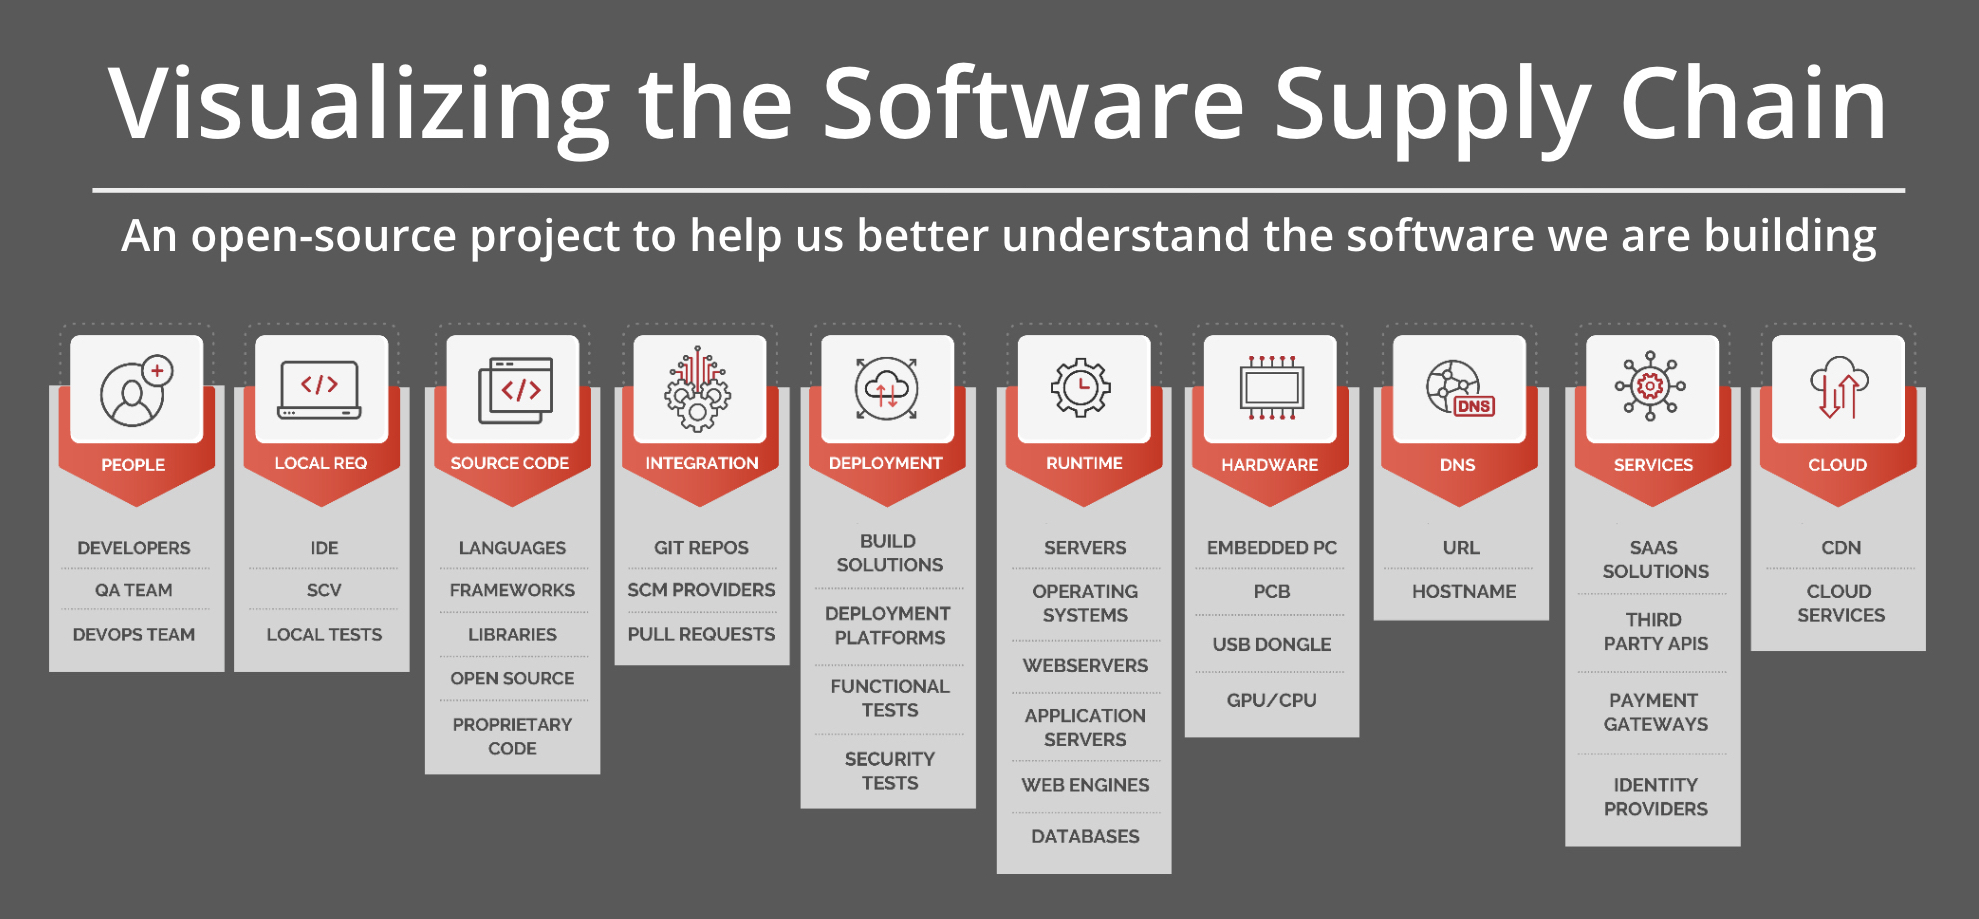 Visualizing the Software Supply Chain
An open-source project to help us better understand the software we are building
PEOPLE
DEVELOPERS
QA TEAM
DEVOPS TEAM
</>
LOCAL REQ
IDE
SCV
LOCAL TESTS
</>
SOURCE CODE
LANGUAGES
FRAMEWORKS
LIBRARIES
OPEN SOURCE
PROPRIETARY
CODE
INTEGRATION
GIT REPOS
SCM PROVIDERS
PULL REQUESTS
DEPLOYMENT
BUILD
SOLUTIONS
DEPLOYMENT
PLATFORMS
FUNCTIONAL
TESTS
SECURITY
TESTS
RUNTIME
SERVERS
OPERATING
SYSTEMS
WEBSERVERS
APPLICATION
SERVERS
WEB ENGINES
DATABASES
HARDWARE
EMBEDDED PC
PCB
USB DONGLE
GPU/CPU
DNS
DNS
URL
HOSTNAME
SERVICES
SAAS
SOLUTIONS
THIRD
PARTY APIS
PAYMENT
GATEWAYS
IDENTITY
PROVIDERS
CLOUD
CDN
CLOUD
SERVICES